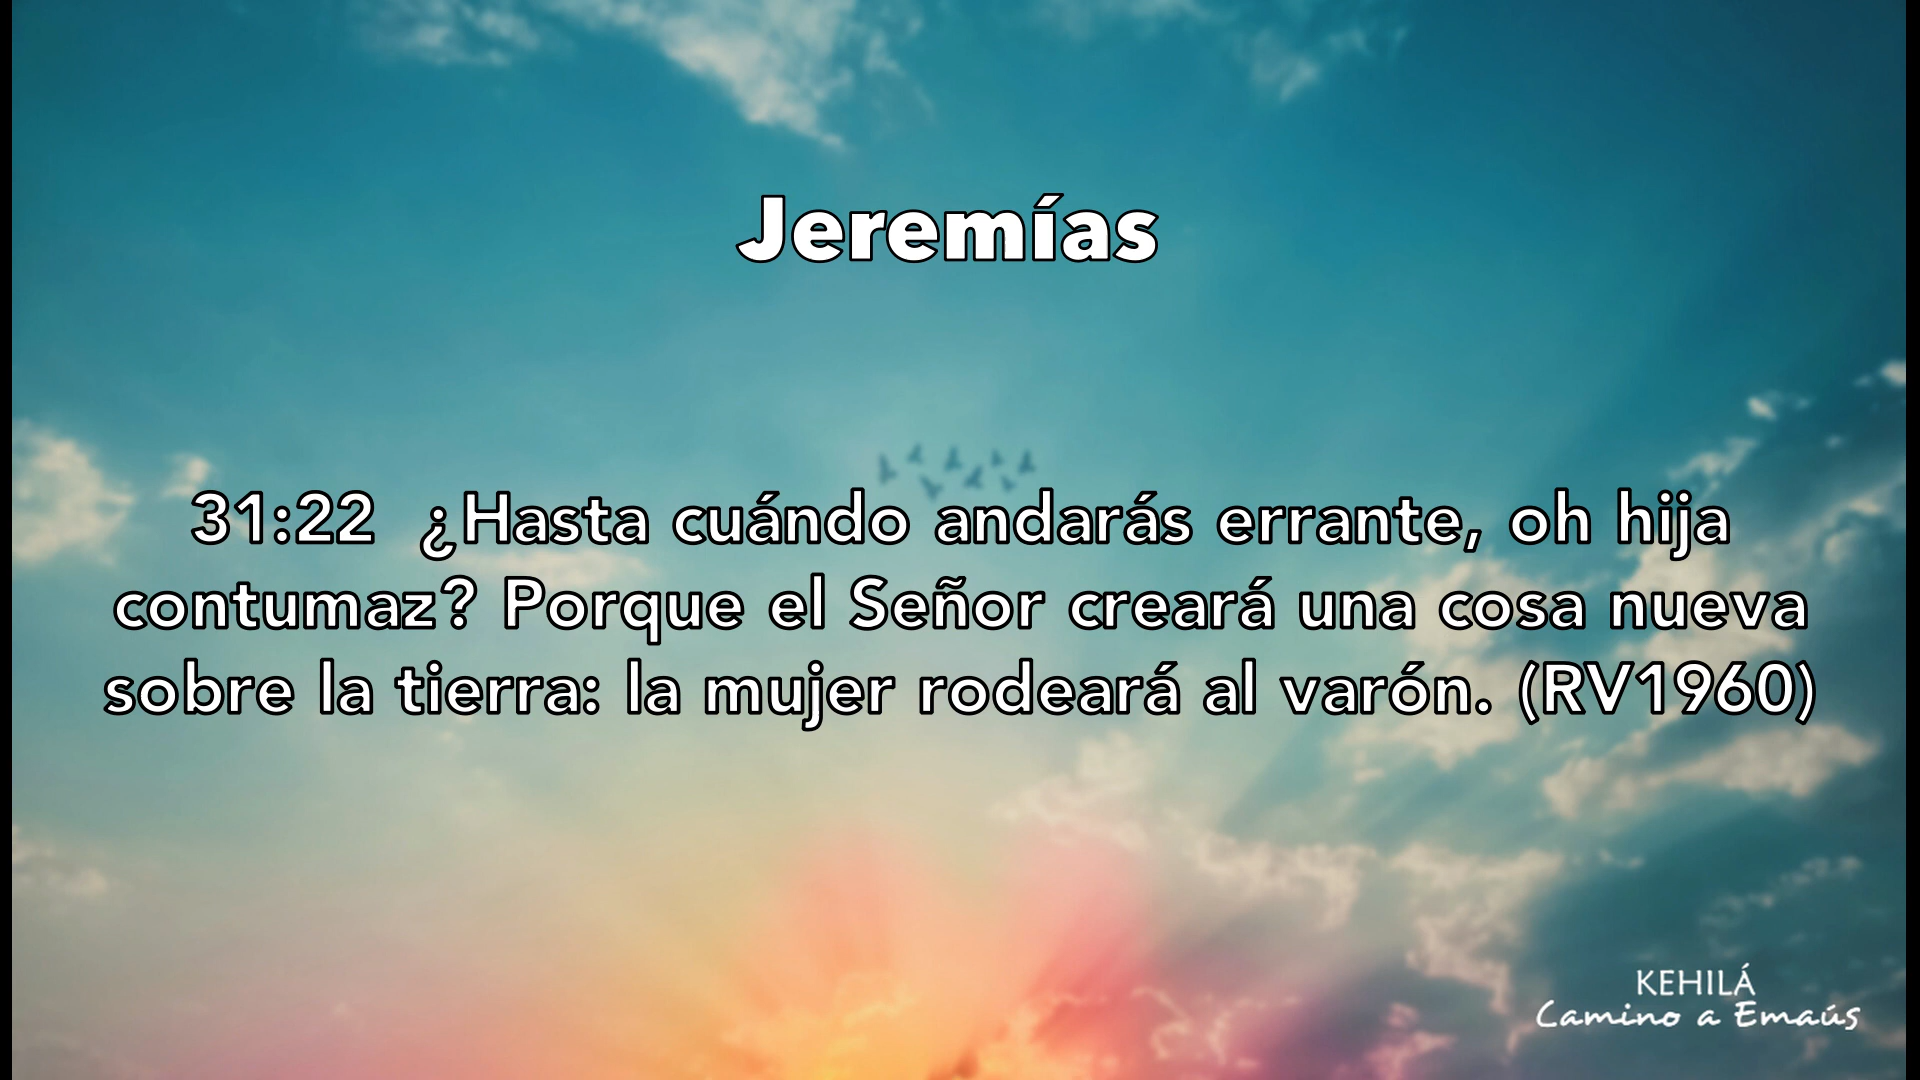 Jeremías
31:22  ¿Hasta cuándo andarás errante, oh hija
contumaz? Porque el Señor creará una cosa nueva
sobre la tierra: la mujer rodeará al varón. (RV1960)
KEHILÁ
Camino a Emaús